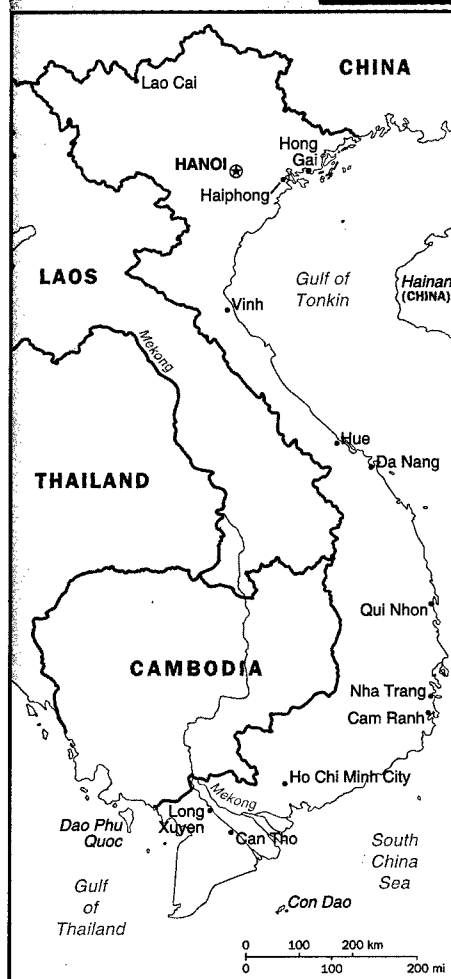 CHINA
Lao Cai
Hong
Gai
HANOI
Haiphong
LAOS
Gulf of
Tonkin
Hainan
(CHINA)
Vinh
Mekong
Hue
Da Nang
THAILAND
Qui Nhon
CAMBODIA
Nha Trang
Cam Ranh
Ho Chi Minh City
Mekong
Long
Xuyen
Can Tho
Dao Phu
Quoc
South
China
Sea
Gulf
of
Thailand
Con Dao
0 100 200 km
0 100 200 mi